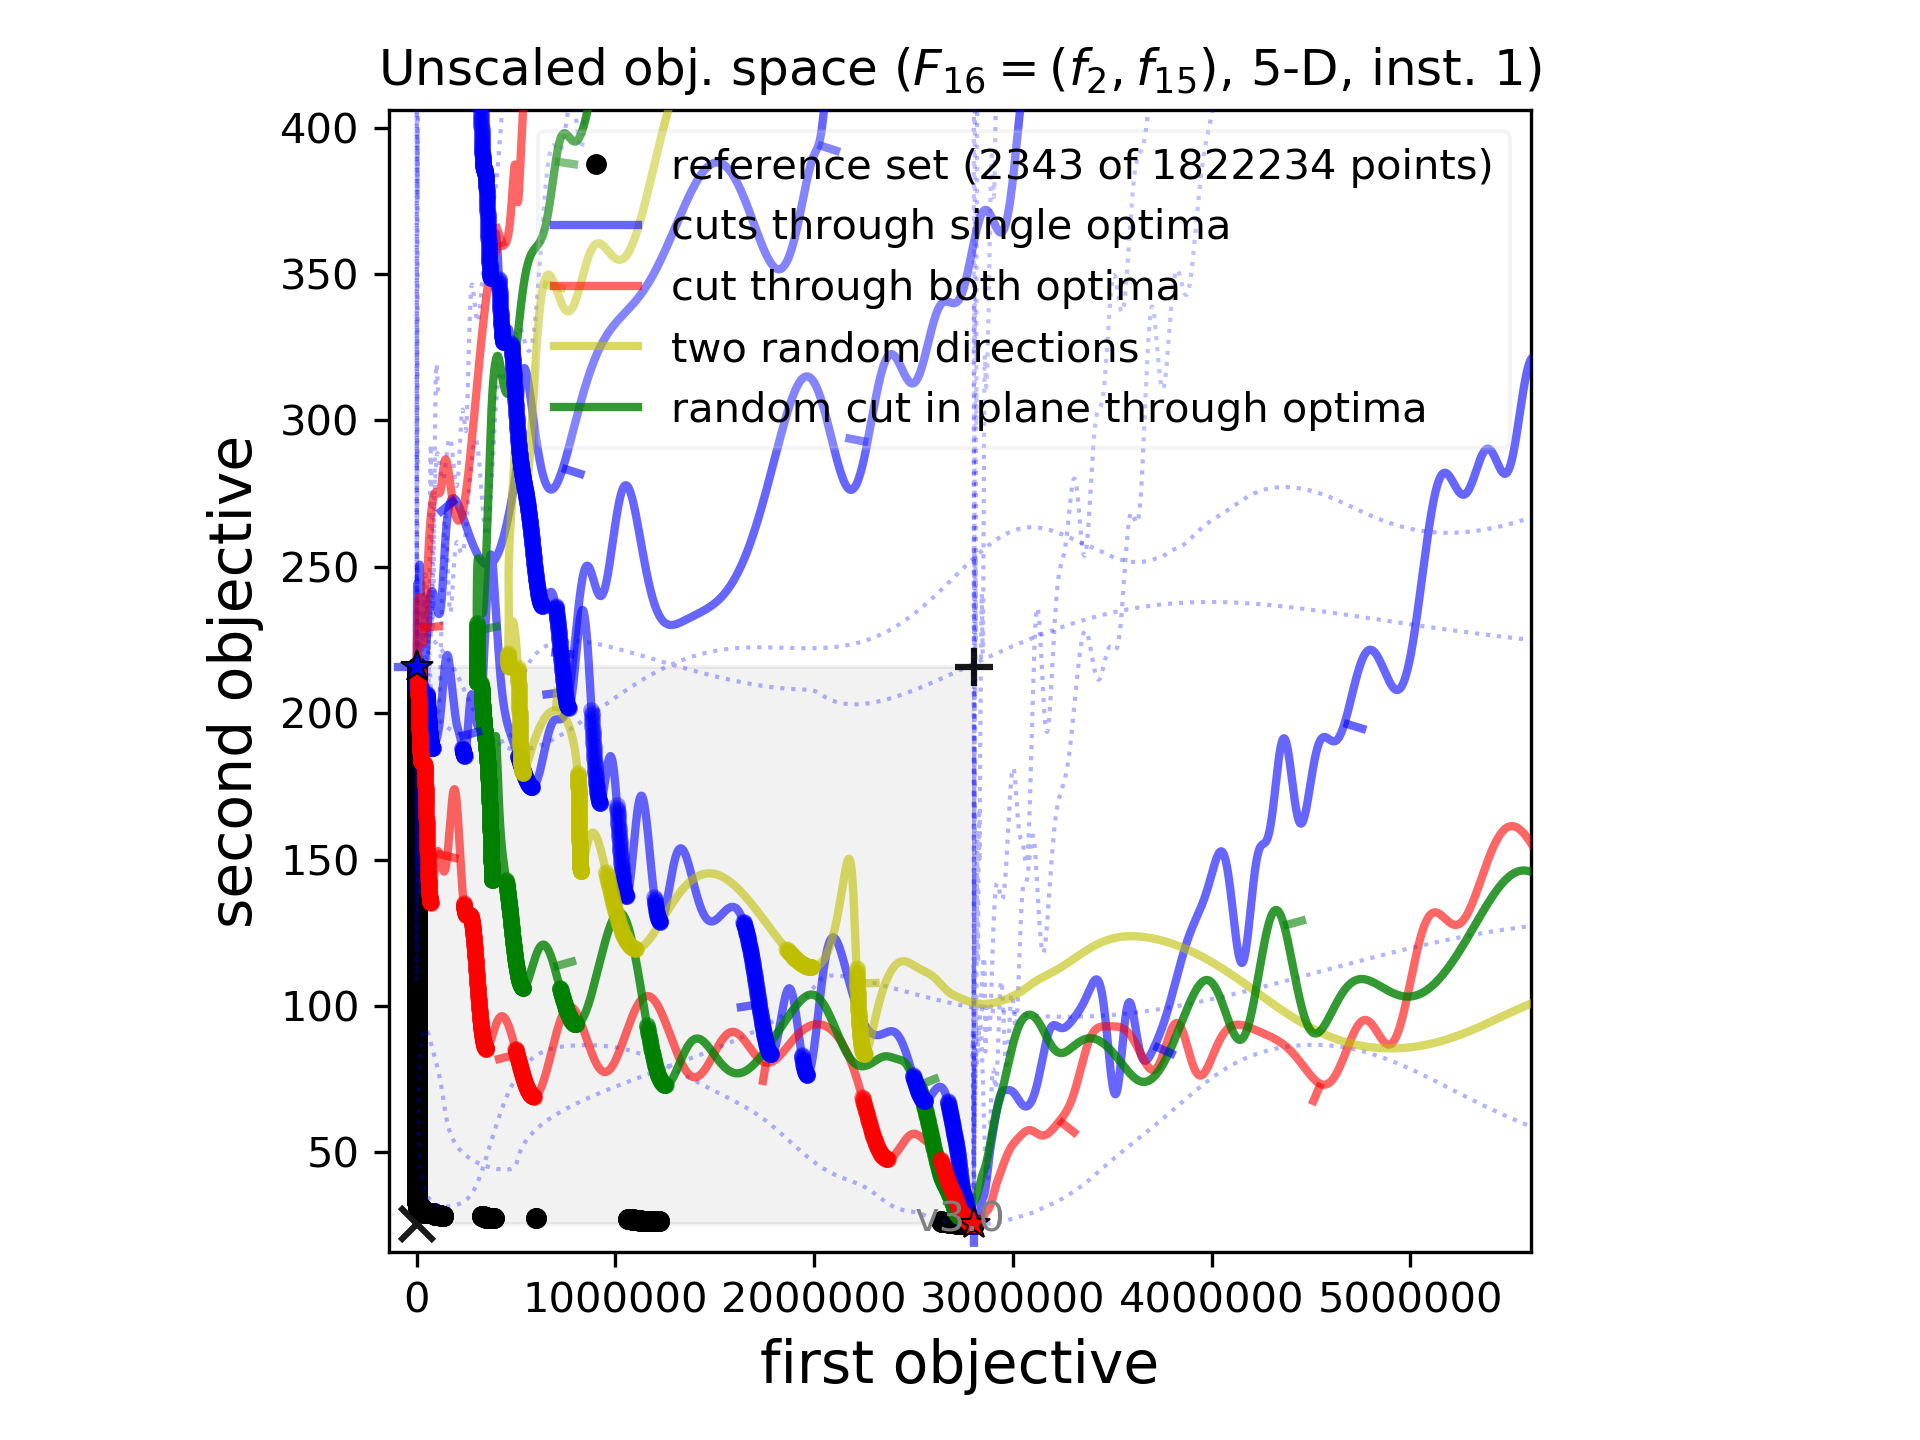 Unscaled obj. space (F₁₆ = (f₂, f₁₅), 5-D, inst. 1)
400
350
300
250
200
150
100
50
second objective
reference set (2343 of 1822234 points)
cuts through single optima
cut through both optima
two random directions
random cut in plane through optima
v3.0
0 1000000 2000000 3000000 4000000 5000000
first objective